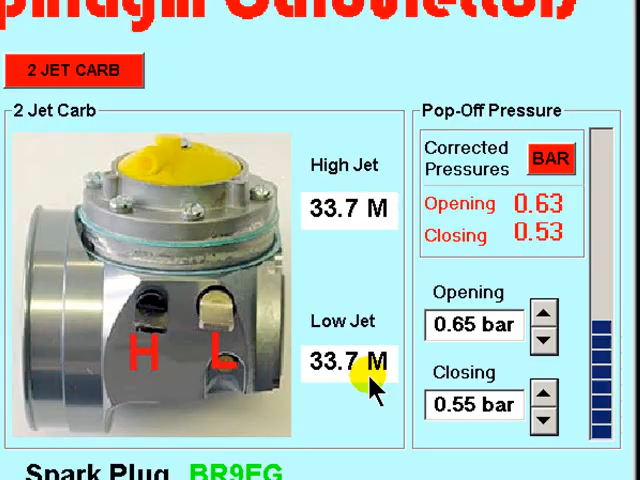 2 JET CARB
2 Jet Carb
High Jet
33.7 M
Low Jet
33.7 M
H L
Pop-Off Pressure
Corrected
Pressures
BAR
Opening 0.63
Closing 0.53
Opening
0.65 bar
Closing
0.55 bar
Spark Plug BR9EG